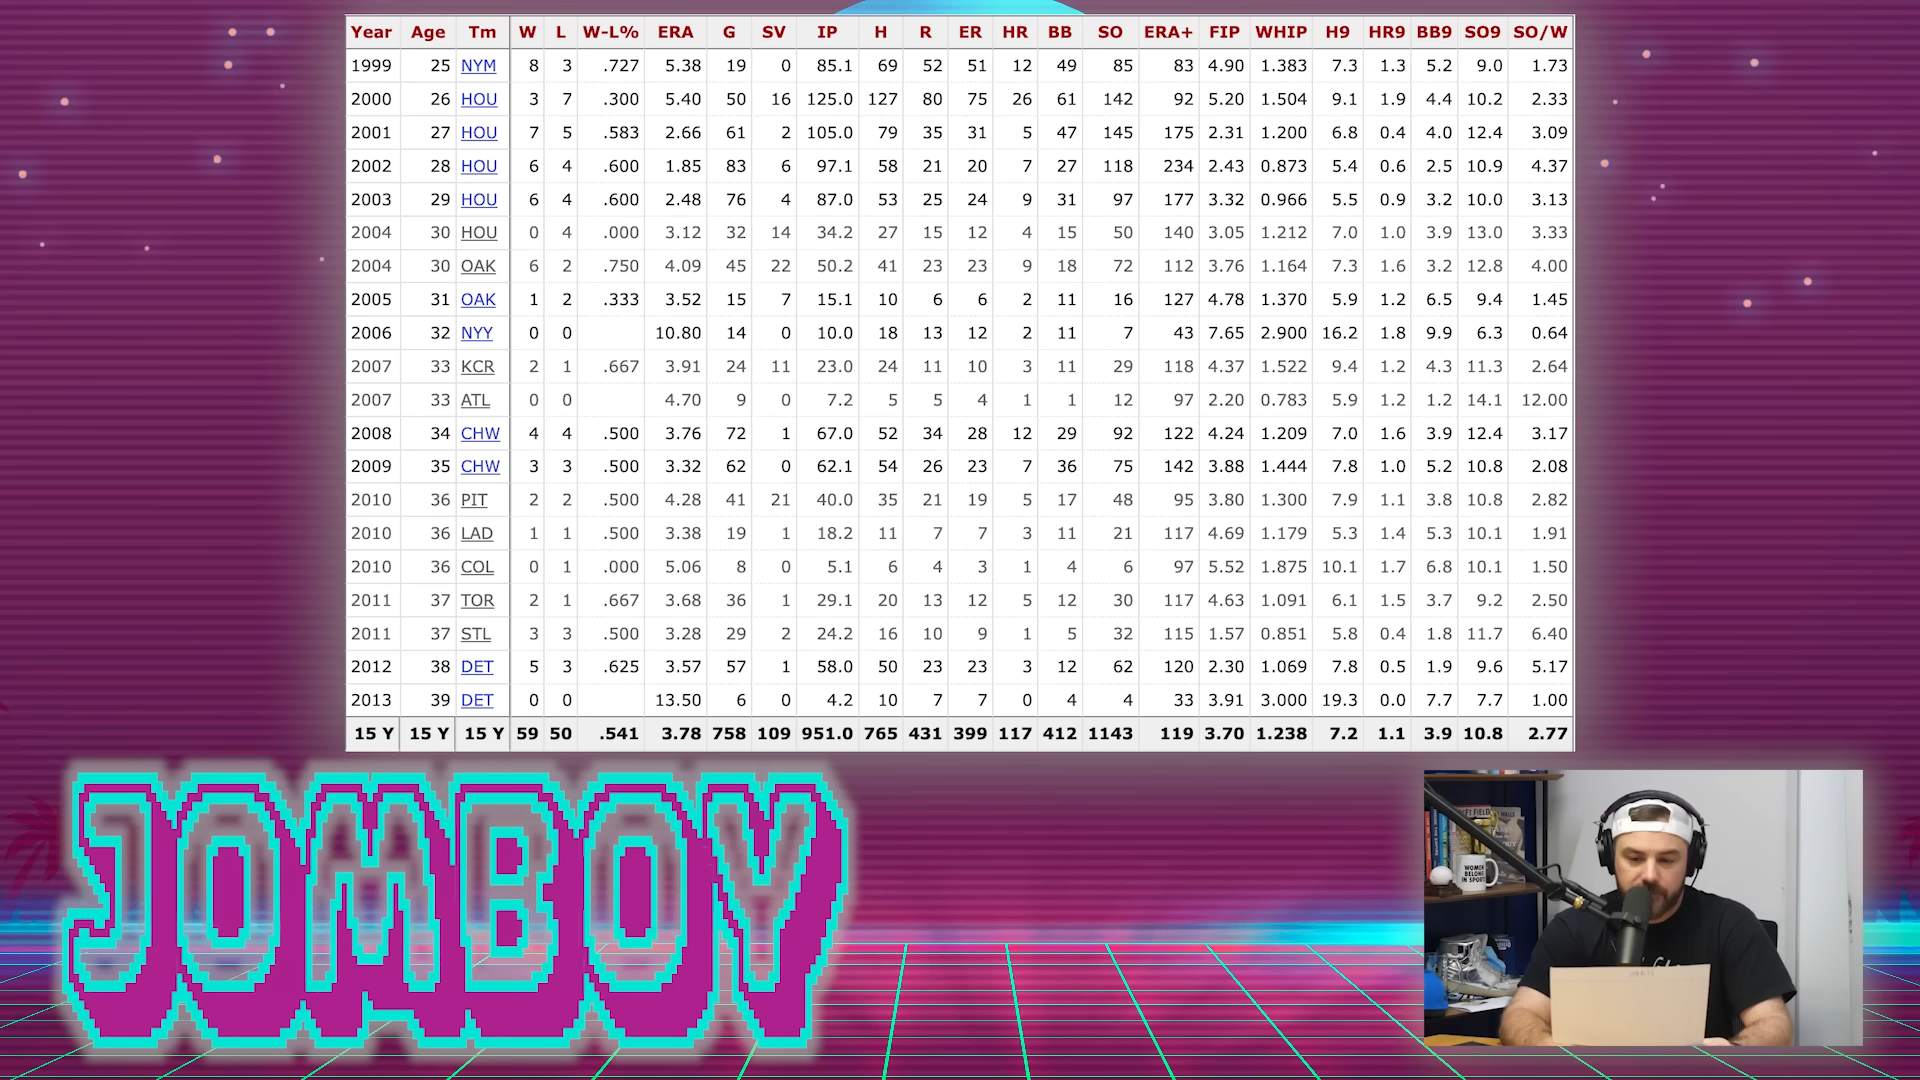 Year Age Tm W L W-L% ERA G SV IP H R ER HR BB SO ERA+ FIP WHIP H9 HR9 BB9 SO9 SO/W
1999 25 NYM 8 3 .727 5.38 19 0 85.1 69 52 51 12 49 85 83 4.90 1.383 7.3 1.3 5.2 9.0 1.73
2000 26 HOU 3 7 .300 5.40 50 16 125.0 127 80 75 26 61 142 92 5.20 1.504 9.1 1.9 4.4 10.2 2.33
2001 27 HOU 7 5 .583 2.66 61 2 105.0 79 35 31 5 47 145 175 2.31 1.200 6.8 0.4 4.0 12.4 3.09
2002 28 HOU 6 4 .600 1.85 83 6 97.1 58 21 20 7 27 118 234 2.43 0.873 5.4 0.6 2.5 10.9 4.37
2003 29 HOU 6 4 .600 2.48 76 4 87.0 53 25 24 9 31 97 177 3.32 0.966 5.5 0.9 3.2 10.0 3.13
2004 30 HOU 0 4 .000 3.12 32 14 34.2 27 15 12 4 15 50 140 3.05 1.212 7.0 1.0 3.9 13.0 3.33
2004 30 OAK 6 2 .750 4.09 45 22 50.2 41 23 23 9 18 72 112 3.76 1.164 7.3 1.6 3.2 12.8 4.00
2005 31 OAK 1 2 .333 3.52 15 7 15.1 10 6 6 2 11 16 127 4.78 1.370 5.9 1.2 6.5 9.4 1.45
2006 32 NYY 0 0 10.80 14 0 10.0 18 13 12 2 11 7 43 7.65 2.900 16.2 1.8 9.9 6.3 0.64
2007 33 KCR 2 1 .667 3.91 24 11 23.0 24 11 10 3 11 29 118 4.37 1.522 9.4 1.2 4.3 11.3 2.64
2007 33 ATL 0 0 4.70 9 0 7.2 5 5 4 1 1 12 97 2.20 0.783 5.9 1.2 1.2 14.1 12.00
2008 34 CHW 4 4 .500 3.76 72 1 67.0 52 34 28 12 29 92 122 4.24 1.209 7.0 1.6 3.9 12.4 3.17
2009 35 CHW 3 3 .500 3.32 62 0 62.1 54 26 23 7 36 75 142 3.88 1.444 7.8 1.0 5.2 10.8 2.08
2010 36 PIT 2 2 .500 4.28 41 21 40.0 35 21 19 5 17 48 95 3.80 1.300 7.9 1.1 3.8 10.8 2.82
2010 36 LAD 1 1 .500 3.38 19 1 18.2 11 7 7 3 11 21 117 4.69 1.179 5.3 1.4 5.3 10.1 1.91
2010 36 COL 0 1 .000 5.06 8 0 5.1 6 4 3 1 4 6 97 5.52 1.875 10.1 1.7 6.8 10.1 1.50
2011 37 TOR 2 1 .667 3.68 36 1 29.1 20 13 12 5 12 30 117 4.63 1.091 6.1 1.5 3.7 9.2 2.50
2011 37 STL 3 3 .500 3.28 29 2 24.2 16 10 9 1 5 32 115 1.57 0.851 5.8 0.4 1.8 11.7 6.40
2012 38 DET 5 3 .625 3.57 57 1 58.0 50 23 23 3 12 62 120 2.30 1.069 7.8 0.5 1.9 9.6 5.17
2013 39 DET 0 0 13.50 6 0 4.2 10 7 7 0 4 4 33 3.91 3.000 19.3 0.0 7.7 7.7 1.00
15 Y 15 Y 15 Y 59 50 .541 3.78 758 109 951.0 765 431 399 117 412 1143 119 3.70 1.238 7.2 1.1 3.9 10.8 2.77
JOMBOY
WOMEN
BELONG
IN SPORTS